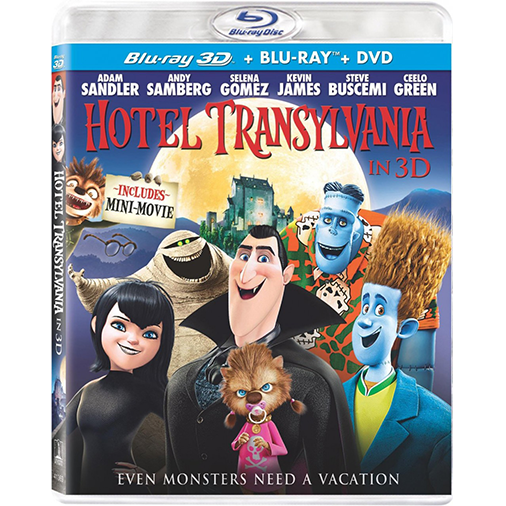 Blu-ray Disc
Blu-ray 3D + BLU-RAY™ + DVD
ADAM SANDLER ANDY SAMBERG SELENA GOMEZ KEVIN JAMES STEVE BUSCEMI CEELO GREEN
HOTEL TRANSYLVANIA
IN 3D
-INCLUDES-
MINI-MOVIE
EVEN MONSTERS NEED A VACATION
HOTEL TRANSYLVANIA IN 3D